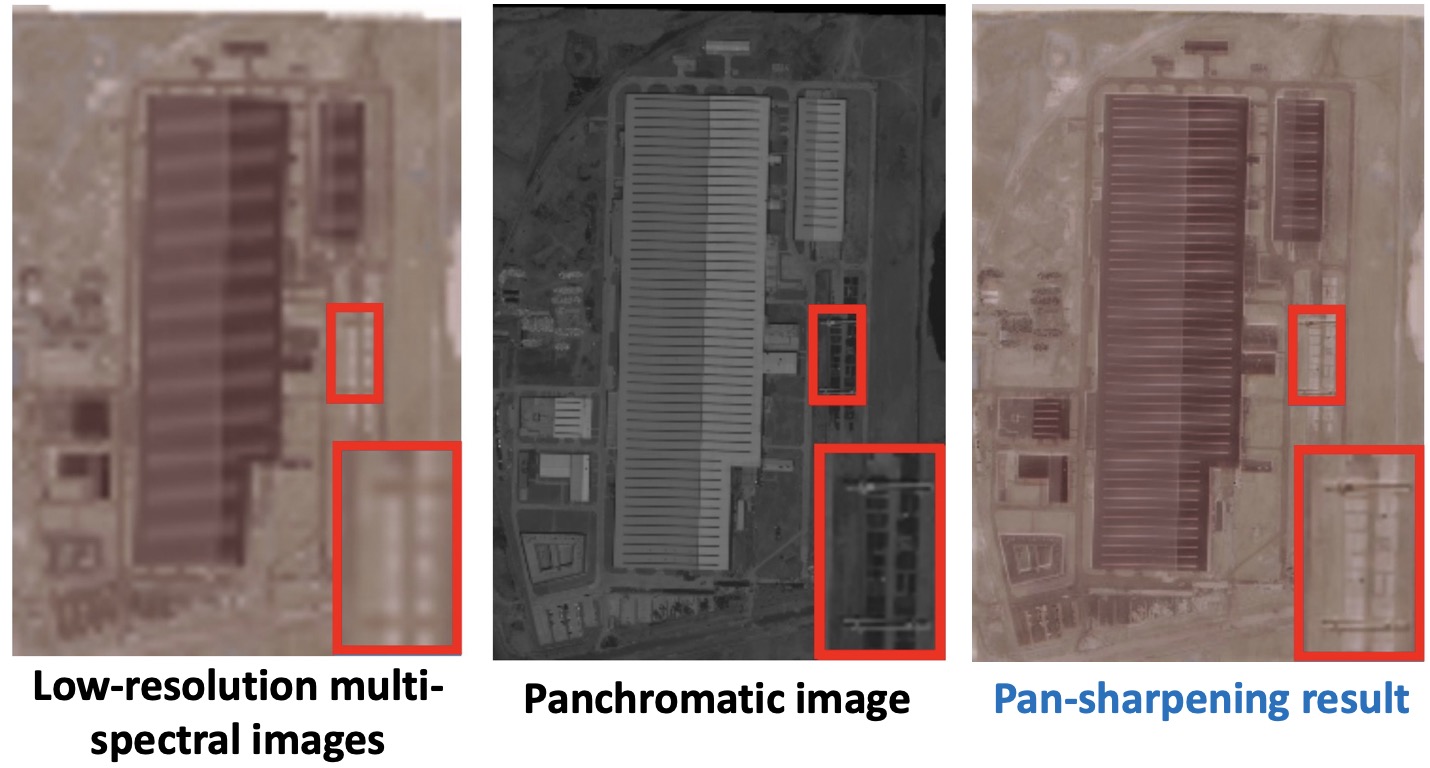 Low-resolution multi-
spectral images
Panchromatic image
Pan-sharpening result